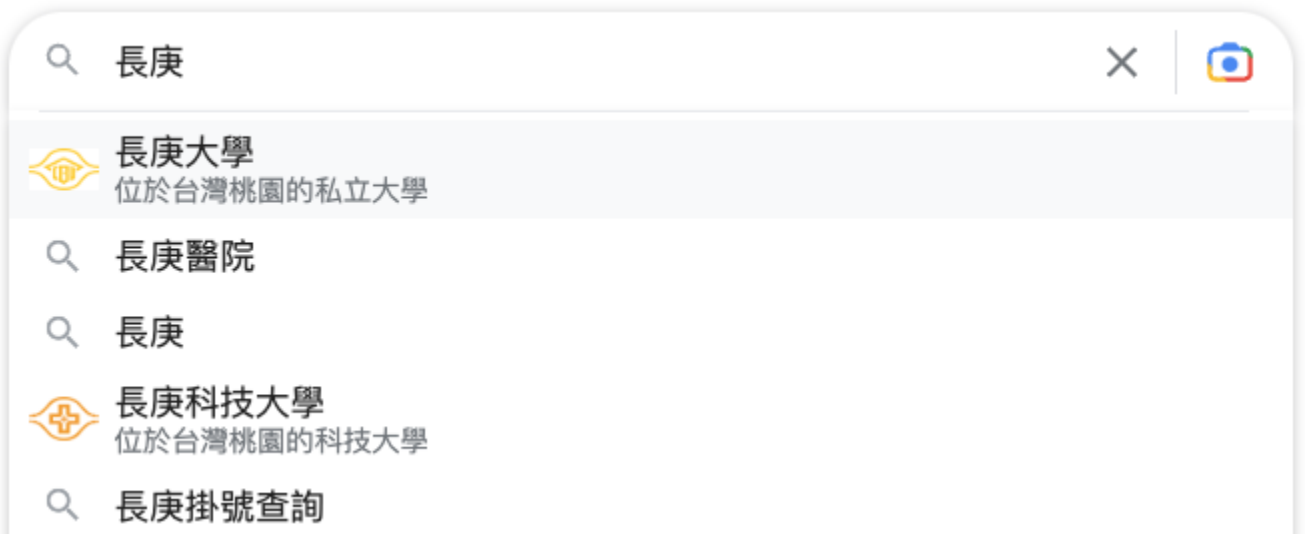 長庚
長庚大學
位於台灣桃園的私立大學
長庚醫院
長庚
長庚科技大學
位於台灣桃園的科技大學
長庚掛號查詢